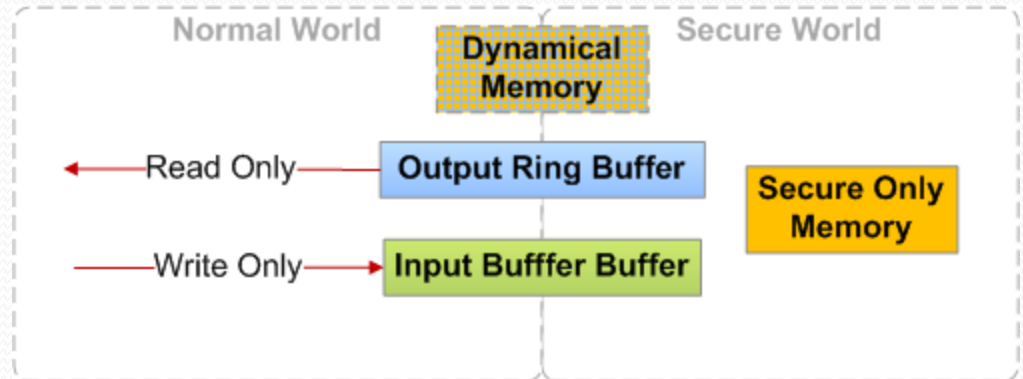 Normal World
Secure World
Dynamical
Memory
Read Only
Output Ring Buffer
Secure Only
Memory
Write Only
Input Bufffer Buffer